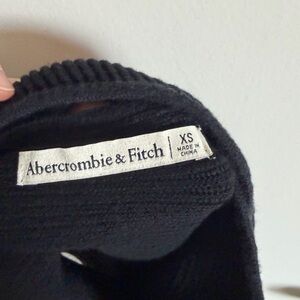 Abercrombie & Fitch
XS
MADE IN
CHINA